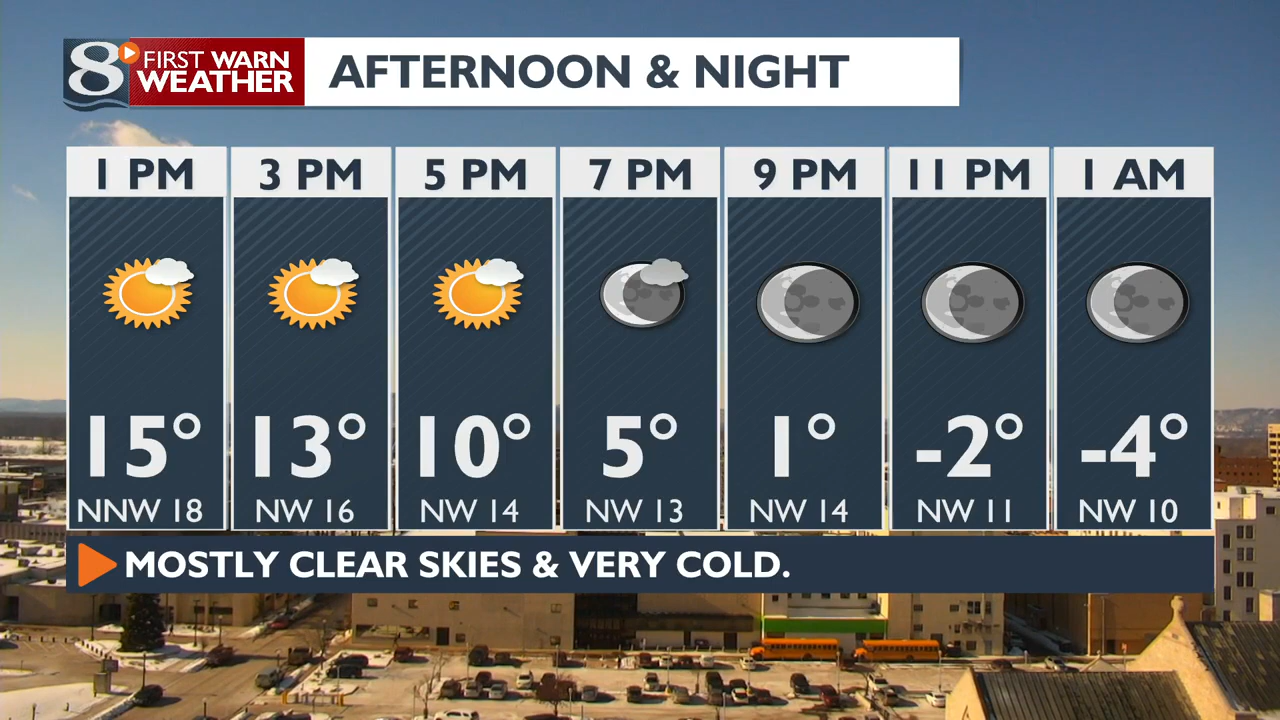 8 FIRST WARN
WEATHER
AFTERNOON & NIGHT
1 PM 3 PM 5 PM 7 PM 9 PM 11 PM 1 AM
15° 13° 10° 5° 1° -2° -4°
NNW 18 NW 16 NW 14 NW 13 NW 14 NW 11 NW 10
MOSTLY CLEAR SKIES & VERY COLD.